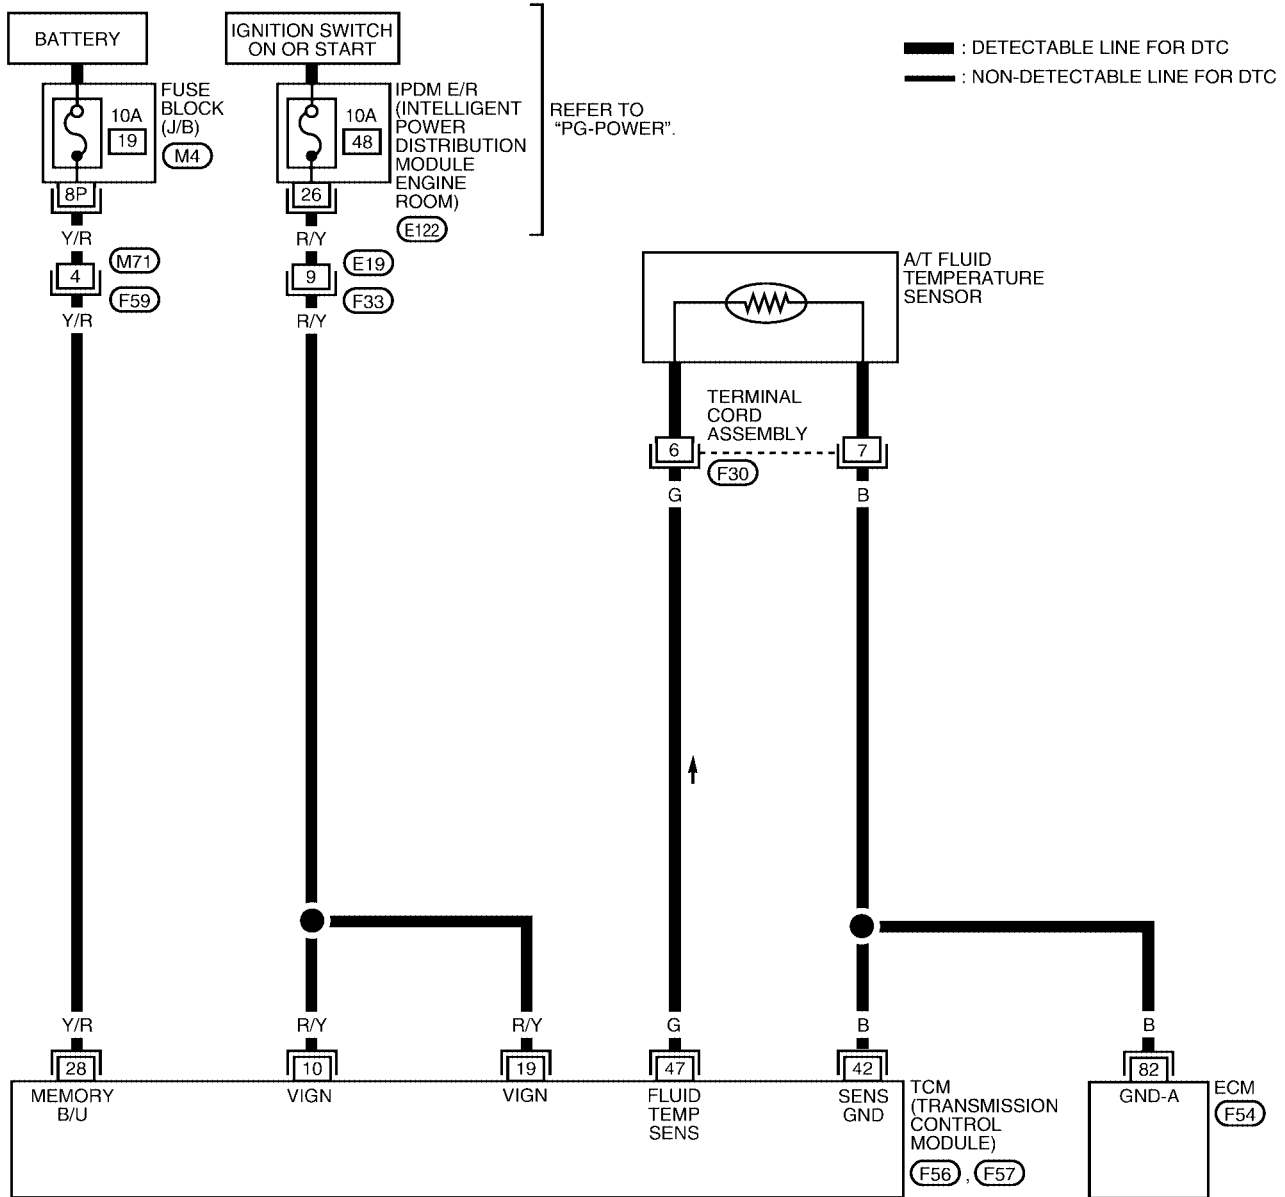 BATTERY
IGNITION SWITCH
ON OR START
: DETECTABLE LINE FOR DTC
: NON-DETECTABLE LINE FOR DTC
10A
19
FUSE
BLOCK
(J/B)
M4
10A
48
IPDM E/R
(INTELLIGENT
POWER
DISTRIBUTION
MODULE
ENGINE
ROOM)
E122
REFER TO
“PG-POWER”.
8P
26
Y/R
R/Y
4
M71
F59
9
E19
F33
Y/R
R/Y
A/T FLUID
TEMPERATURE
SENSOR
TERMINAL
CORD
ASSEMBLY
6
7
F30
G
B
Y/R
R/Y
R/Y
G
B
B
28
10
19
47
42
82
MEMORY
B/U
VIGN
VIGN
FLUID
TEMP
SENS
SENS
GND
TCM
(TRANSMISSION
CONTROL
MODULE)
F56 , F57
GND-A
ECM
F54